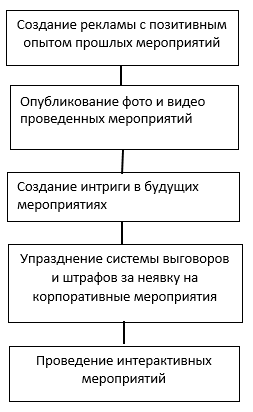 Создание рекламы с позитивным
опытом прошлых мероприятий
Опубликование фото и видео
проведенных мероприятий
Создание интриги в будущих
мероприятиях
Упразднение системы выговоров
и штрафов за неявку на
корпоративные мероприятия
Проведение интерактивных
мероприятий